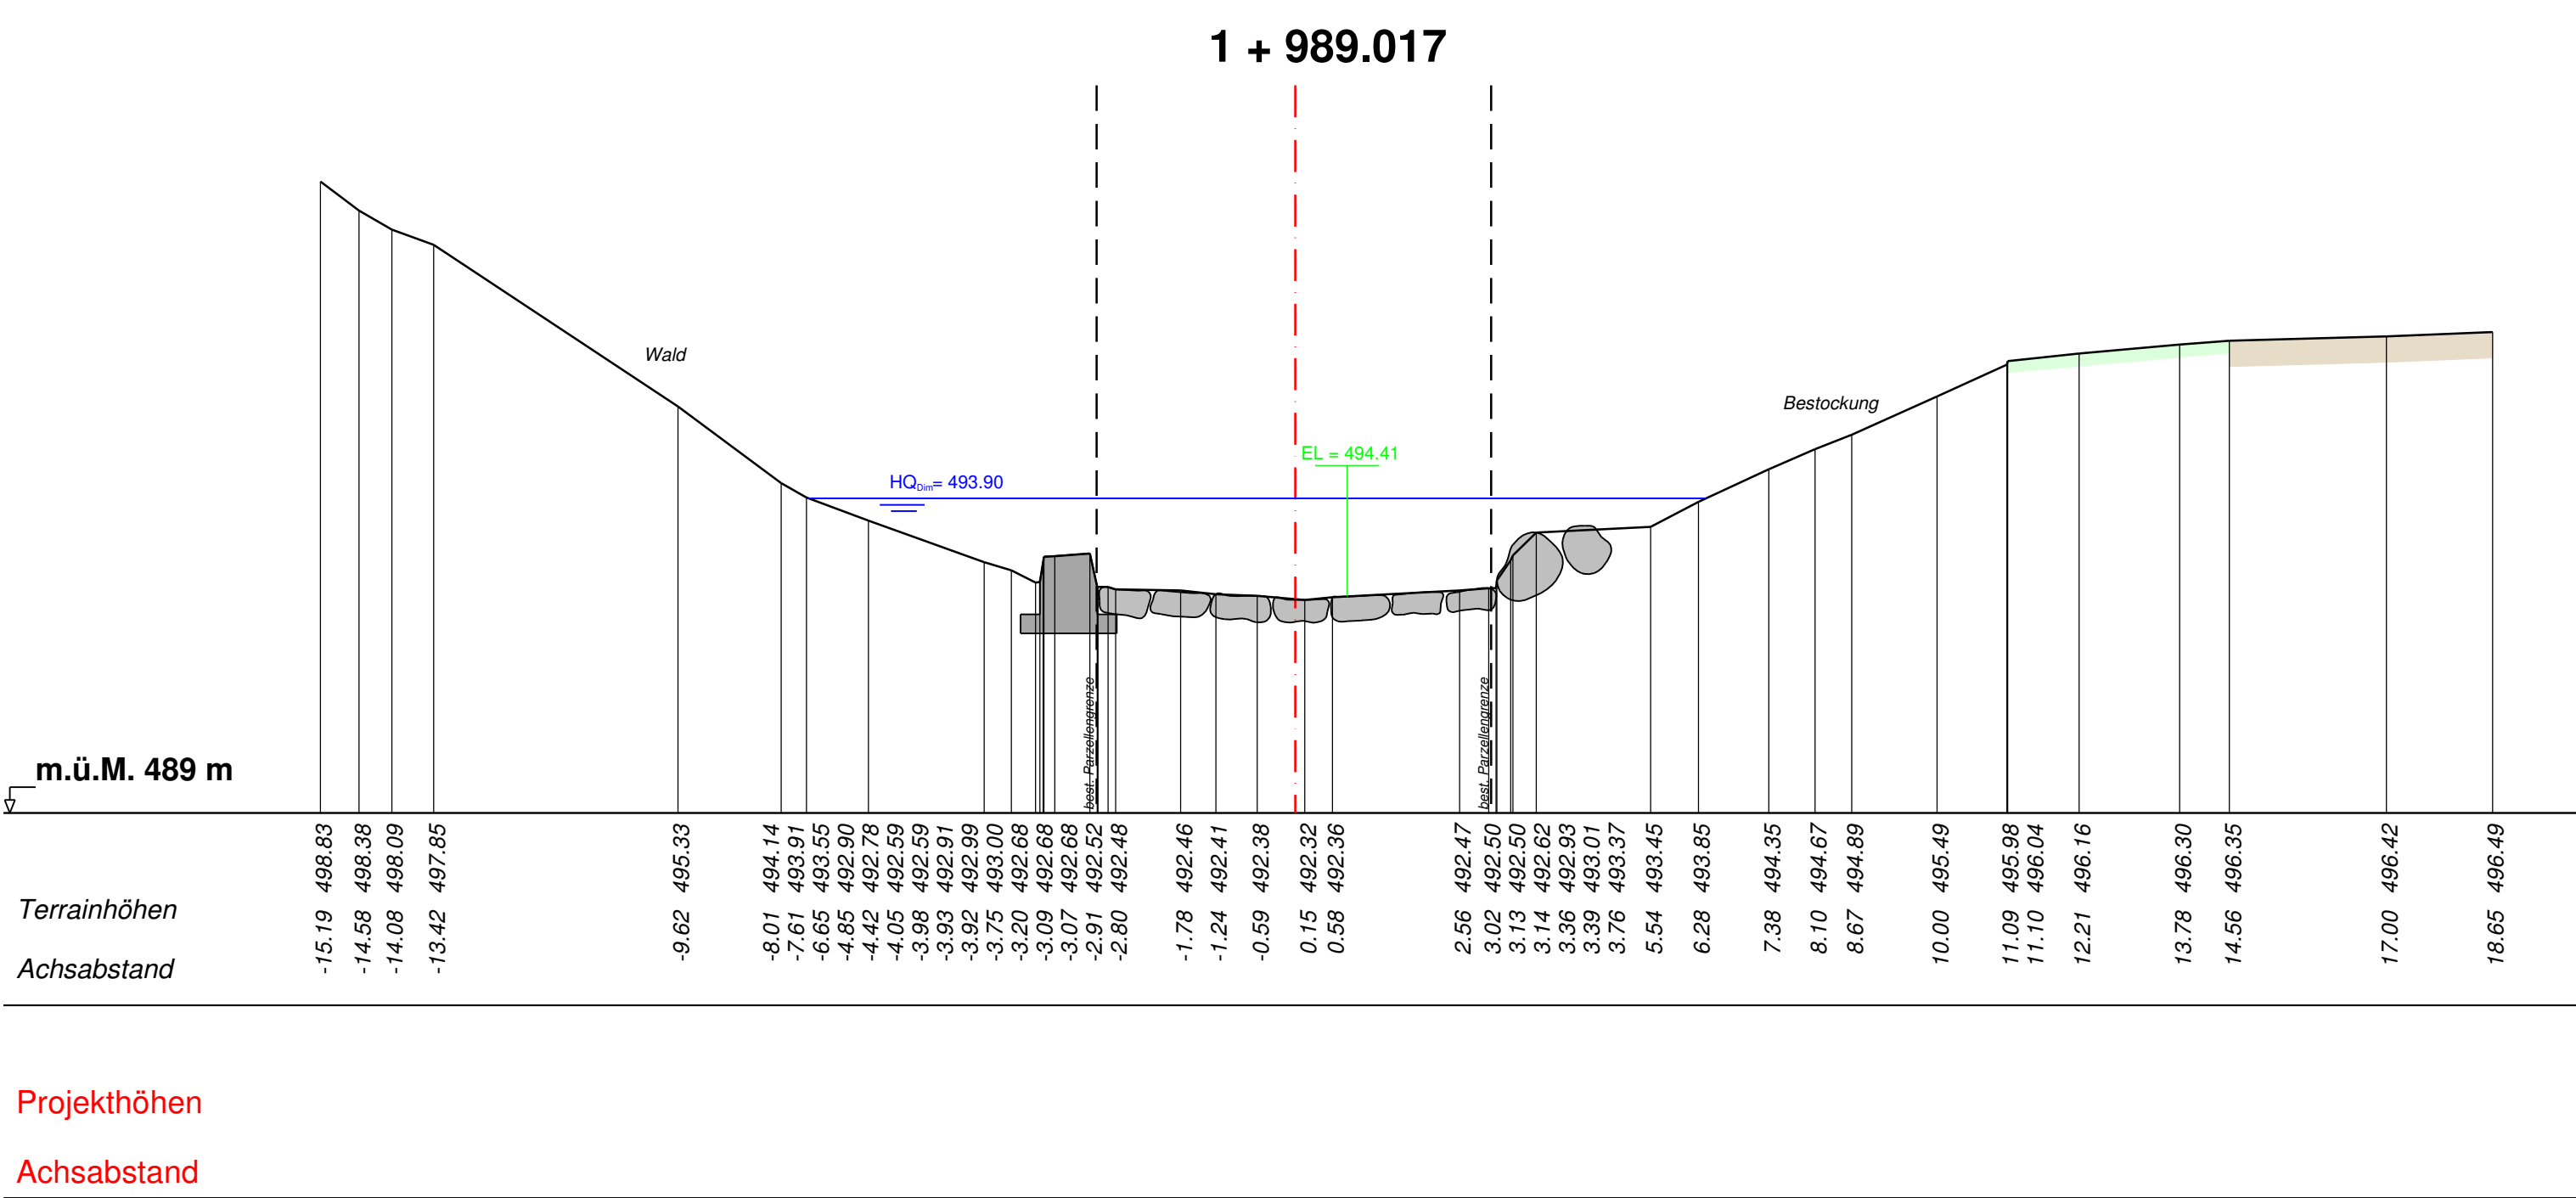 1 + 989.017
Wald
Bestockung
EL = 494.41
HQDim= 493.90
best. Parzellengrenze
best. Parzellengrenze
m.ü.M. 489 m
Terrainhöhen
498.83 498.38 498.09 497.85 495.33 494.14 493.91 493.55 492.90 492.78 492.59 492.59 492.91 492.99 493.00 492.68 492.68 492.68 492.52 492.48 492.46 492.41 492.38 492.32 492.36 492.47 492.50 492.50 492.62 492.93 493.01 493.37 493.45 493.85 494.35 494.67 494.89 495.49 495.98 496.04 496.16 496.30 496.35 496.42 496.49
Achsabstand
-15.19 -14.58 -14.08 -13.42 -9.62 -8.01 -7.61 -6.65 -4.85 -4.42 -4.05 -3.98 -3.93 -3.92 -3.75 -3.20 -3.09 -3.07 -2.91 -2.80 -1.78 -1.24 -0.59 0.15 0.58 2.56 3.02 3.13 3.14 3.36 3.39 3.76 5.54 6.28 7.38 8.10 8.67 10.00 11.09 11.10 12.21 13.78 14.56 17.00 18.65
Projekthöhen
Achsabstand